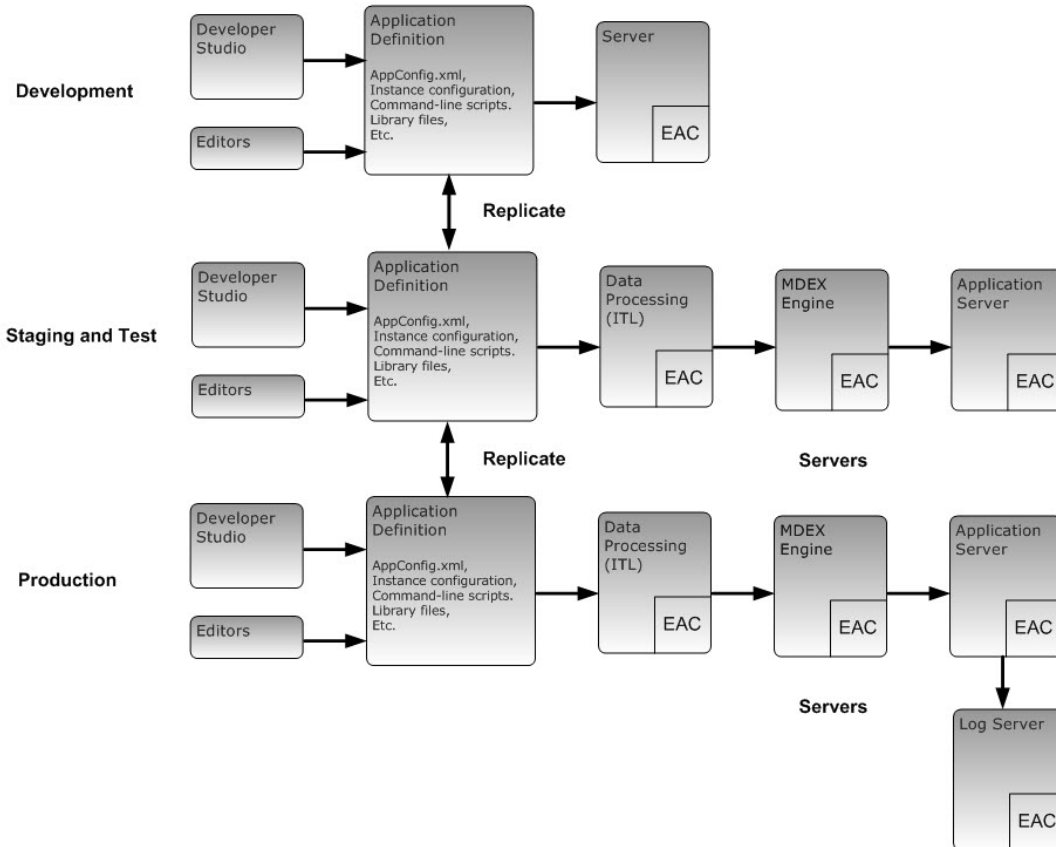 Development
Developer
Studio
Editors
Application
Definition
AppConfig.xml,
Instance configuration,
Command-line scripts.
Library files,
Etc.
Server
EAC
Replicate
Staging and Test
Developer
Studio
Editors
Application
Definition
AppConfig.xml,
Instance configuration,
Command-line scripts.
Library files,
Etc.
Data
Processing
(ITL)
EAC
MDEX
Engine
EAC
Application
Server
EAC
Replicate
Servers
Production
Developer
Studio
Editors
Application
Definition
AppConfig.xml,
Instance configuration,
Command-line scripts.
Library files,
Etc.
Data
Processing
(ITL)
EAC
MDEX
Engine
EAC
Application
Server
EAC
Servers
Log Server
EAC